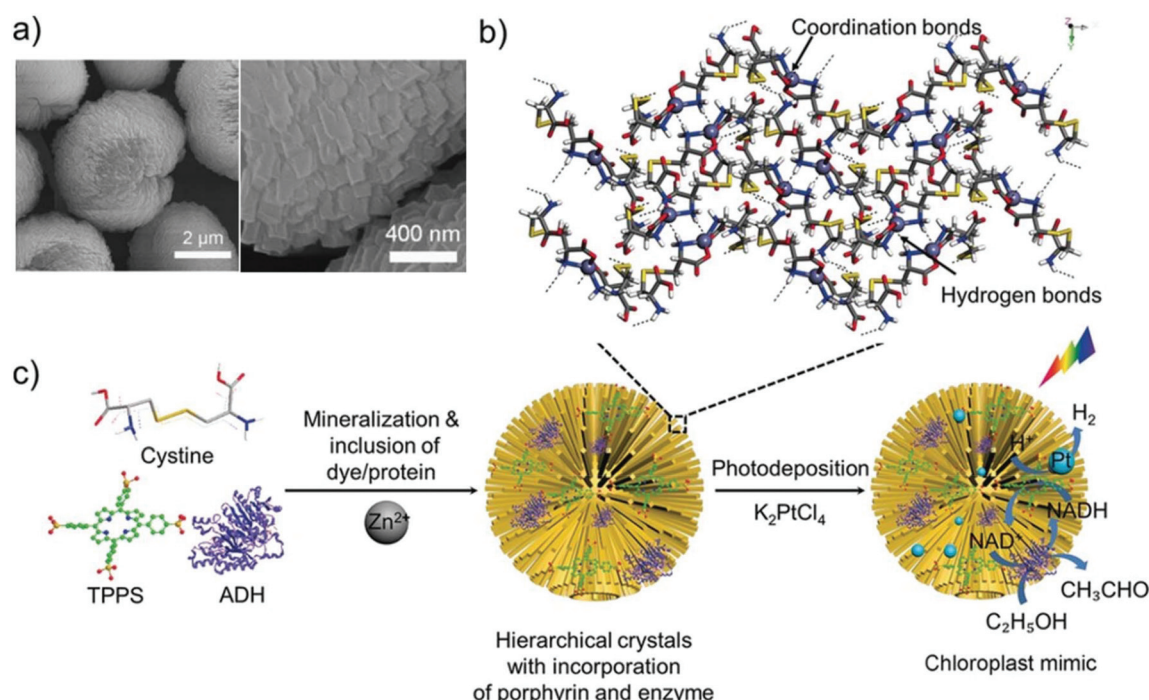 a)
b)
Coordination bonds
Z
Y
2 µm
400 nm
Hydrogen bonds
c)
Cystine
TPPS
ADH
Mineralization &
inclusion of
dye/protein
Zn²⁺
Photodeposition
K₂PtCl₄
H₂
H⁺
Pt
NADH
NAD⁺
CH₃CHO
C₂H₅OH
Hierarchical crystals
with incorporation
of porphyrin and enzyme
Chloroplast mimic